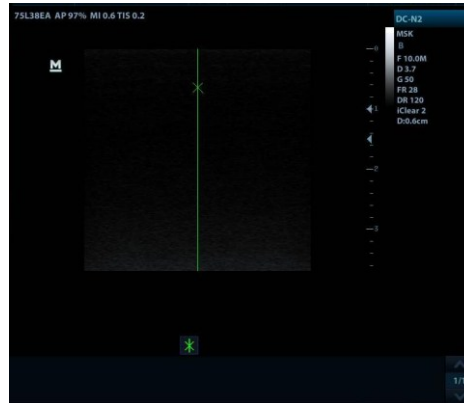 75L38EA AP 97% MI 0.6 TIS 0.2
DC-N2
M
MSK
B
F 10.0M
D 3.7
G 50
FR 28
DR 120
iClear 2
D:0.6cm
0
1
2
3
1/1